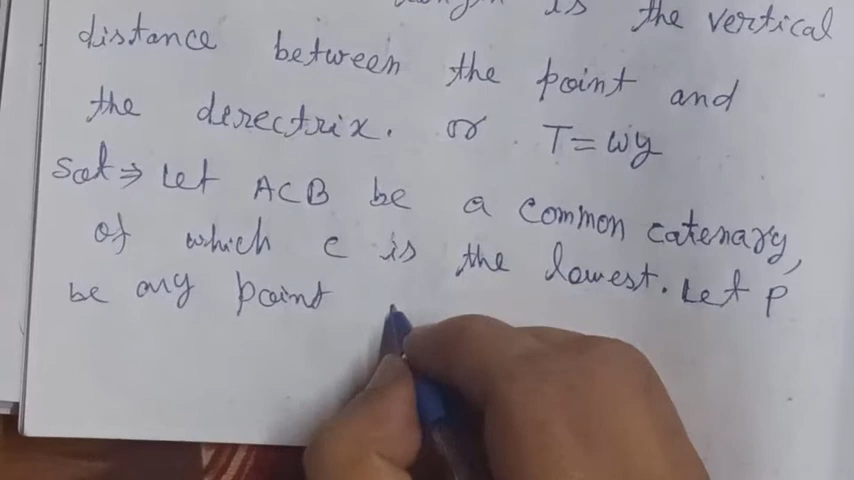 is the vertical
distance between the point and
the derectrix. or T=wy
Sol⇒ Let ACB be a common catenary,
of which c is the lowest. Let P
be any point